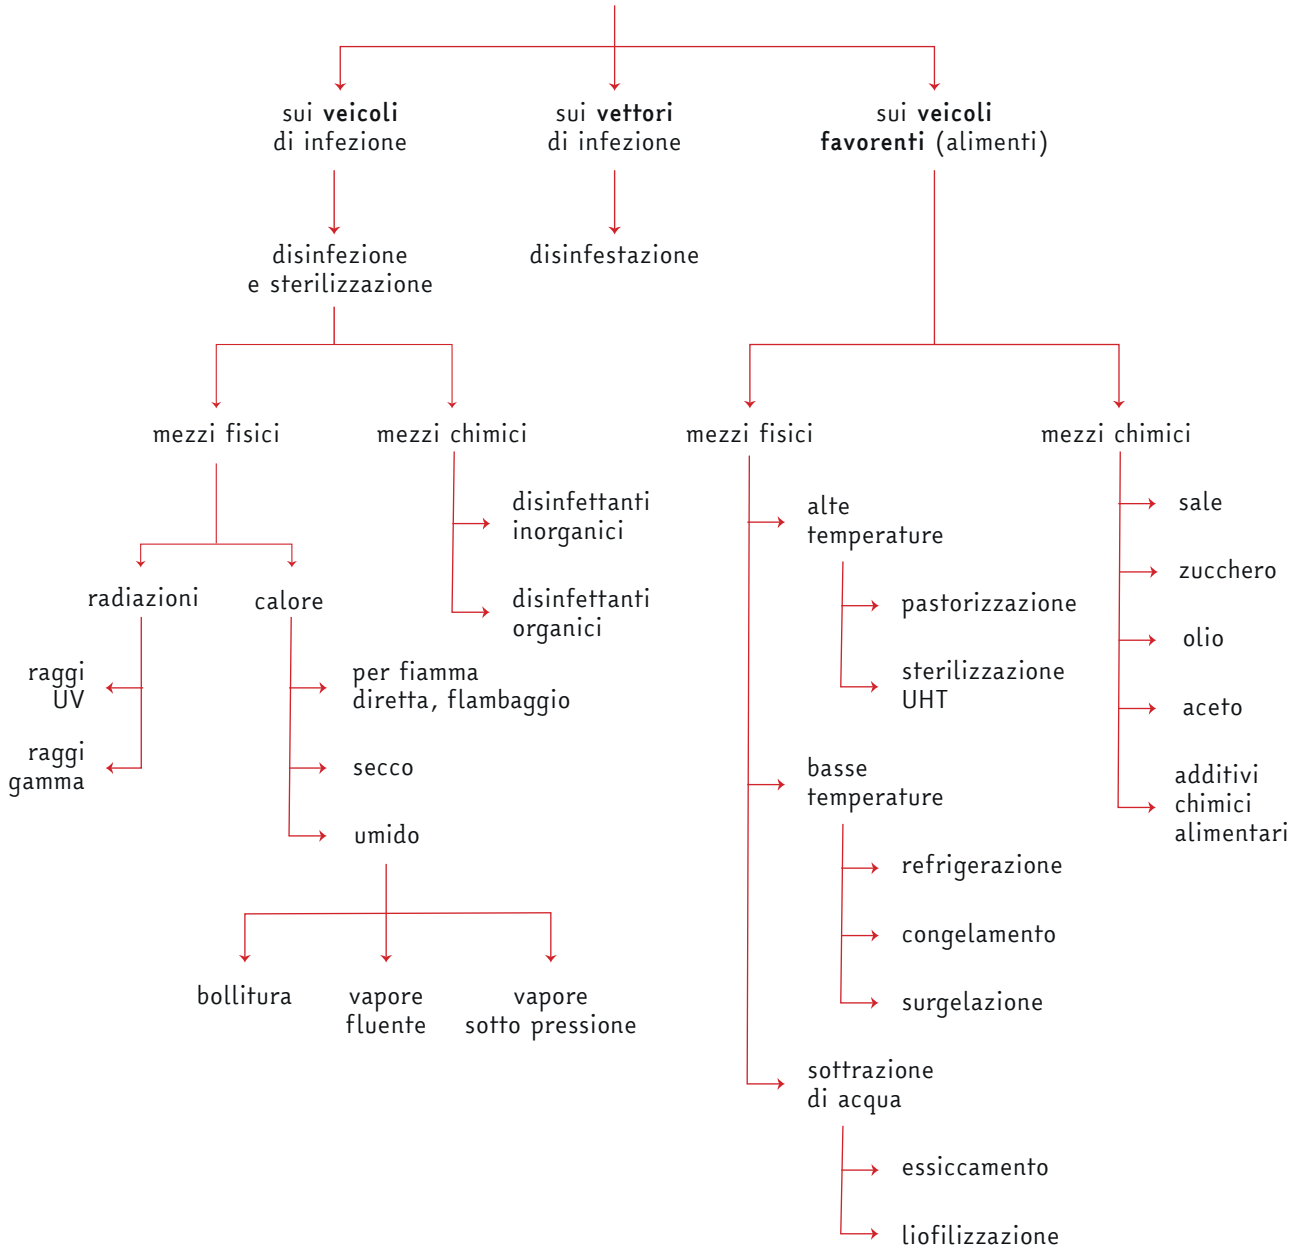 sui veicoli
di infezione
sui vettori
di infezione
sui veicoli
favorenti (alimenti)
disinfezione
e sterilizzazione
disinfestazione
mezzi fisici
mezzi chimici
mezzi fisici
mezzi chimici
disinfettanti
inorganici
disinfettanti
organici
radiazioni
calore
raggi
UV
raggi
gamma
per fiamma
diretta, flambaggio
secco
umido
bollitura
vapore
fluente
vapore
sotto pressione
alte
temperature
pastorizzazione
sterilizzazione
UHT
basse
temperature
refrigerazione
congelamento
surgelazione
sottrazione
di acqua
essiccamento
liofilizzazione
sale
zucchero
olio
aceto
additivi
chimici
alimentari